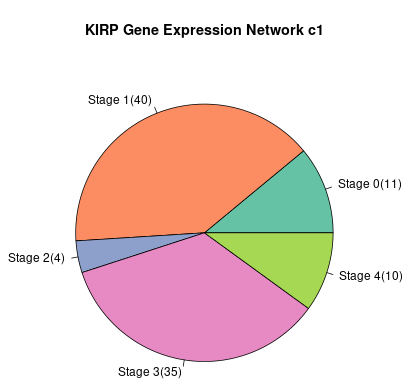 KIRP Gene Expression Network c1
Stage 1(40)
Stage 0(11)
Stage 2(4)
Stage 4(10)
Stage 3(35)